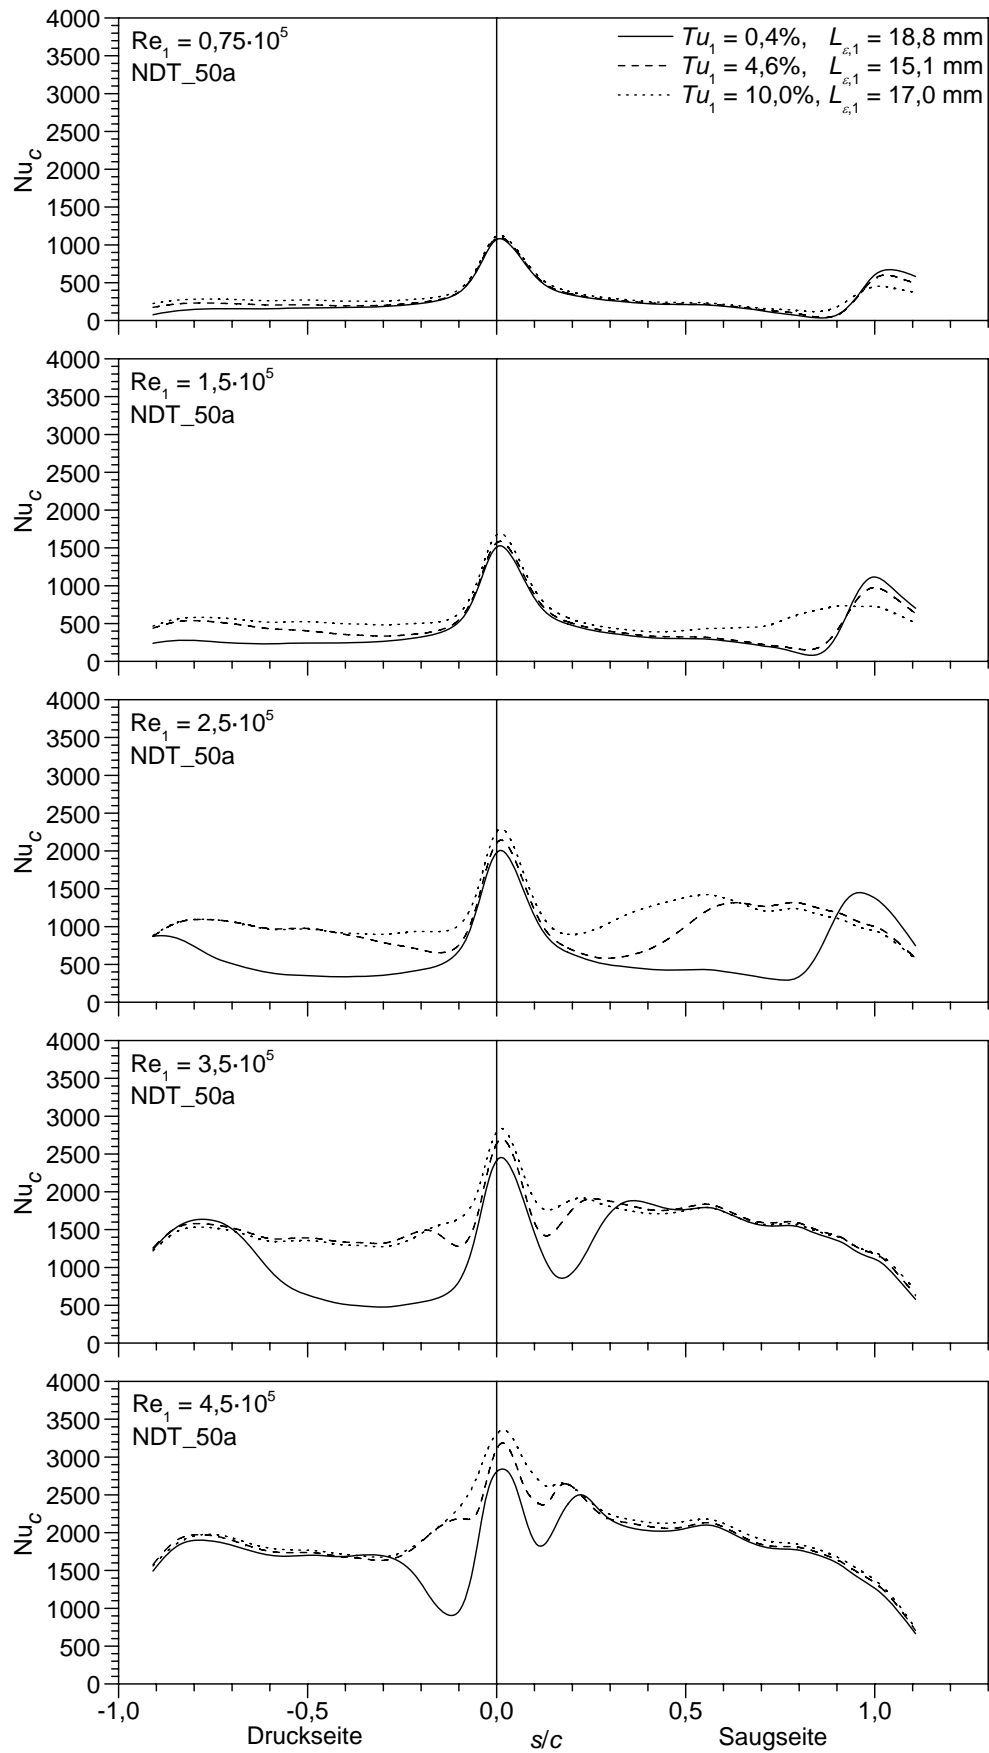 4000
3500
3000
2500
2000
1500
1000
500
0
Nu_c
Re_1 = 0,75·10^5
NDT_50a
Tu_1 = 0,4%, L_ε,1 = 18,8 mm
Tu_1 = 4,6%, L_ε,1 = 15,1 mm
Tu_1 = 10,0%, L_ε,1 = 17,0 mm
4000
3500
3000
2500
2000
1500
1000
500
0
Nu_c
Re_1 = 1,5·10^5
NDT_50a
4000
3500
3000
2500
2000
1500
1000
500
0
Nu_c
Re_1 = 2,5·10^5
NDT_50a
4000
3500
3000
2500
2000
1500
1000
500
0
Nu_c
Re_1 = 3,5·10^5
NDT_50a
4000
3500
3000
2500
2000
1500
1000
500
0
Nu_c
Re_1 = 4,5·10^5
NDT_50a
-1,0 -0,5 0,0 0,5 1,0
Druckseite s/c Saugseite